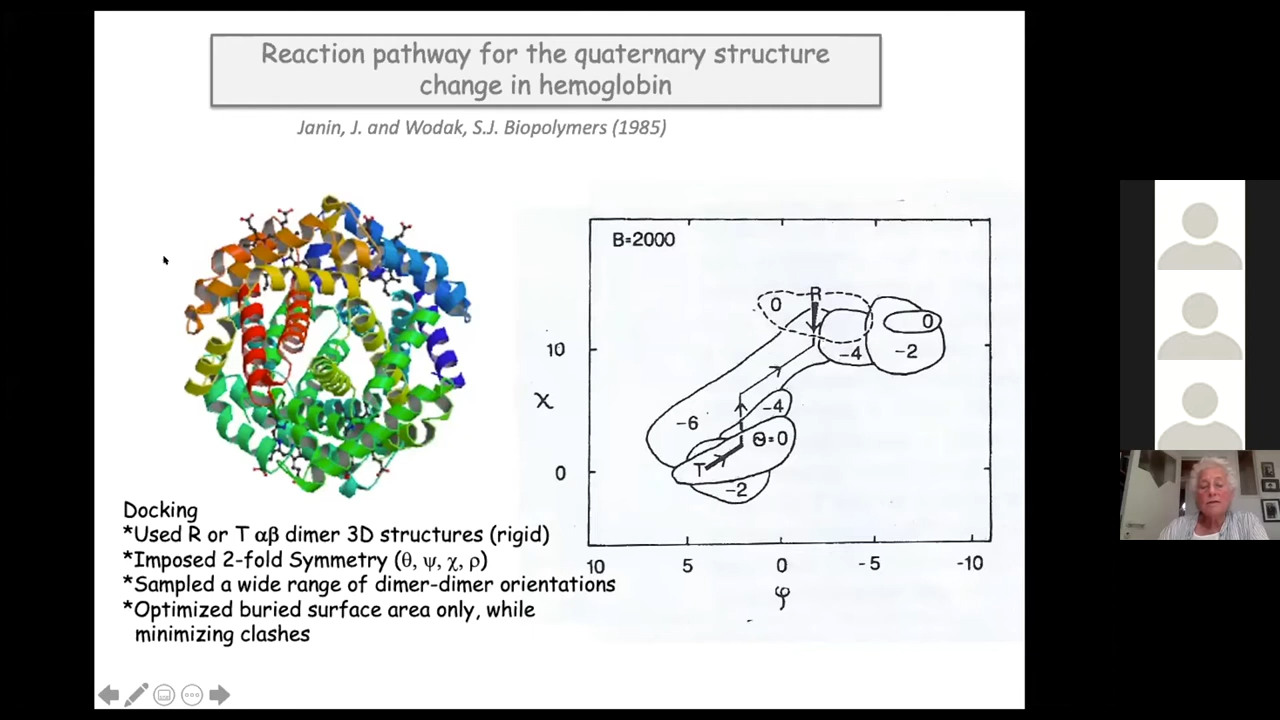 Reaction pathway for the quaternary structure
change in hemoglobin
Janin, J. and Wodak, S.J. Biopolymers (1985)
B=2000
0
R
0
-4
-2
10
χ
-6
-4
Θ=0
0
T
-2
10
5
0
-5
-10
φ
Docking
*Used R or T αβ dimer 3D structures (rigid)
*Imposed 2-fold Symmetry (θ, ψ, χ, ρ)
*Sampled a wide range of dimer-dimer orientations
*Optimized buried surface area only, while
minimizing clashes